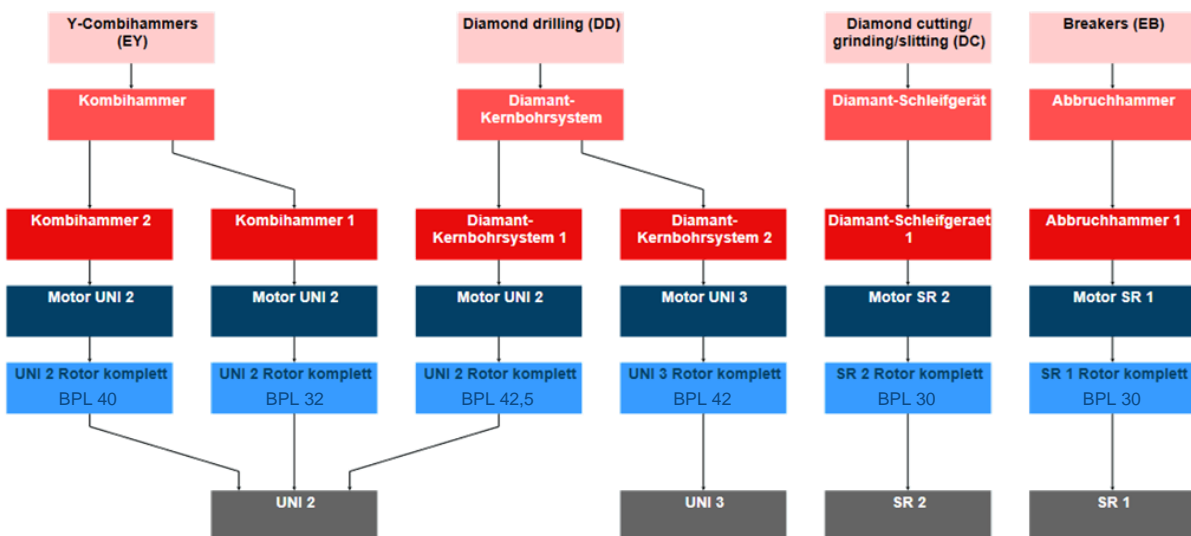 Y-Combihammers
(EY)
Diamond drilling (DD)
Diamond cutting/
grinding/slitting (DC)
Breakers (EB)
Kombihammer
Diamant-
Kernbohrsystem
Diamant-Schleifgerät
Abbruchhammer
Kombihammer 2
Kombihammer 1
Diamant-
Kernbohrsystem 1
Diamant-
Kernbohrsystem 2
Diamant-Schleifgeraet
1
Abbruchhammer 1
Motor UNI 2
Motor UNI 2
Motor UNI 2
Motor UNI 3
Motor SR 2
Motor SR 1
UNI 2 Rotor komplett
BPL 40
UNI 2 Rotor komplett
BPL 32
UNI 2 Rotor komplett
BPL 42,5
UNI 3 Rotor komplett
BPL 42
SR 2 Rotor komplett
BPL 30
SR 1 Rotor komplett
BPL 30
UNI 2
UNI 3
SR 2
SR 1